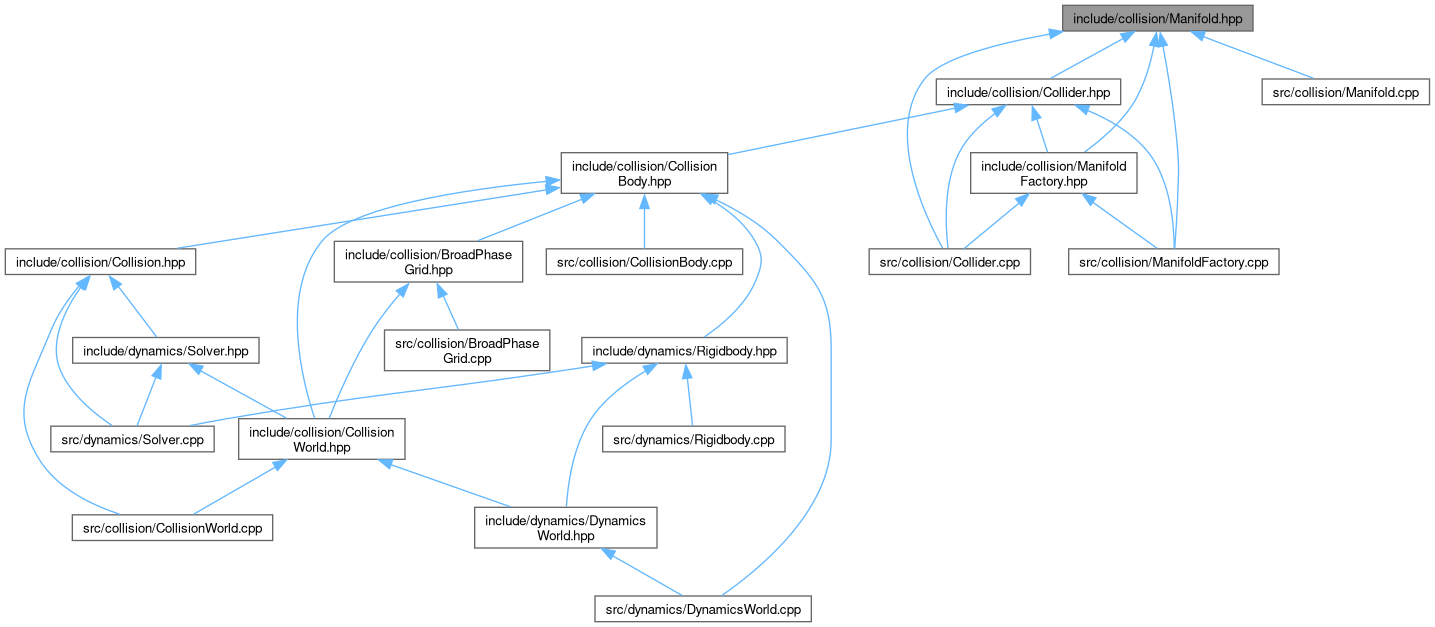 include/collision/Manifold.hpp
include/collision/Collider.hpp
src/collision/Manifold.cpp
include/collision/Collision
Body.hpp
include/collision/Manifold
Factory.hpp
include/collision/Collision.hpp
include/collision/BroadPhase
Grid.hpp
src/collision/CollisionBody.cpp
src/collision/Collider.cpp
src/collision/ManifoldFactory.cpp
include/dynamics/Solver.hpp
src/collision/BroadPhase
Grid.cpp
include/dynamics/Rigidbody.hpp
src/dynamics/Solver.cpp
include/collision/Collision
World.hpp
src/dynamics/Rigidbody.cpp
src/collision/CollisionWorld.cpp
include/dynamics/Dynamics
World.hpp
src/dynamics/DynamicsWorld.cpp